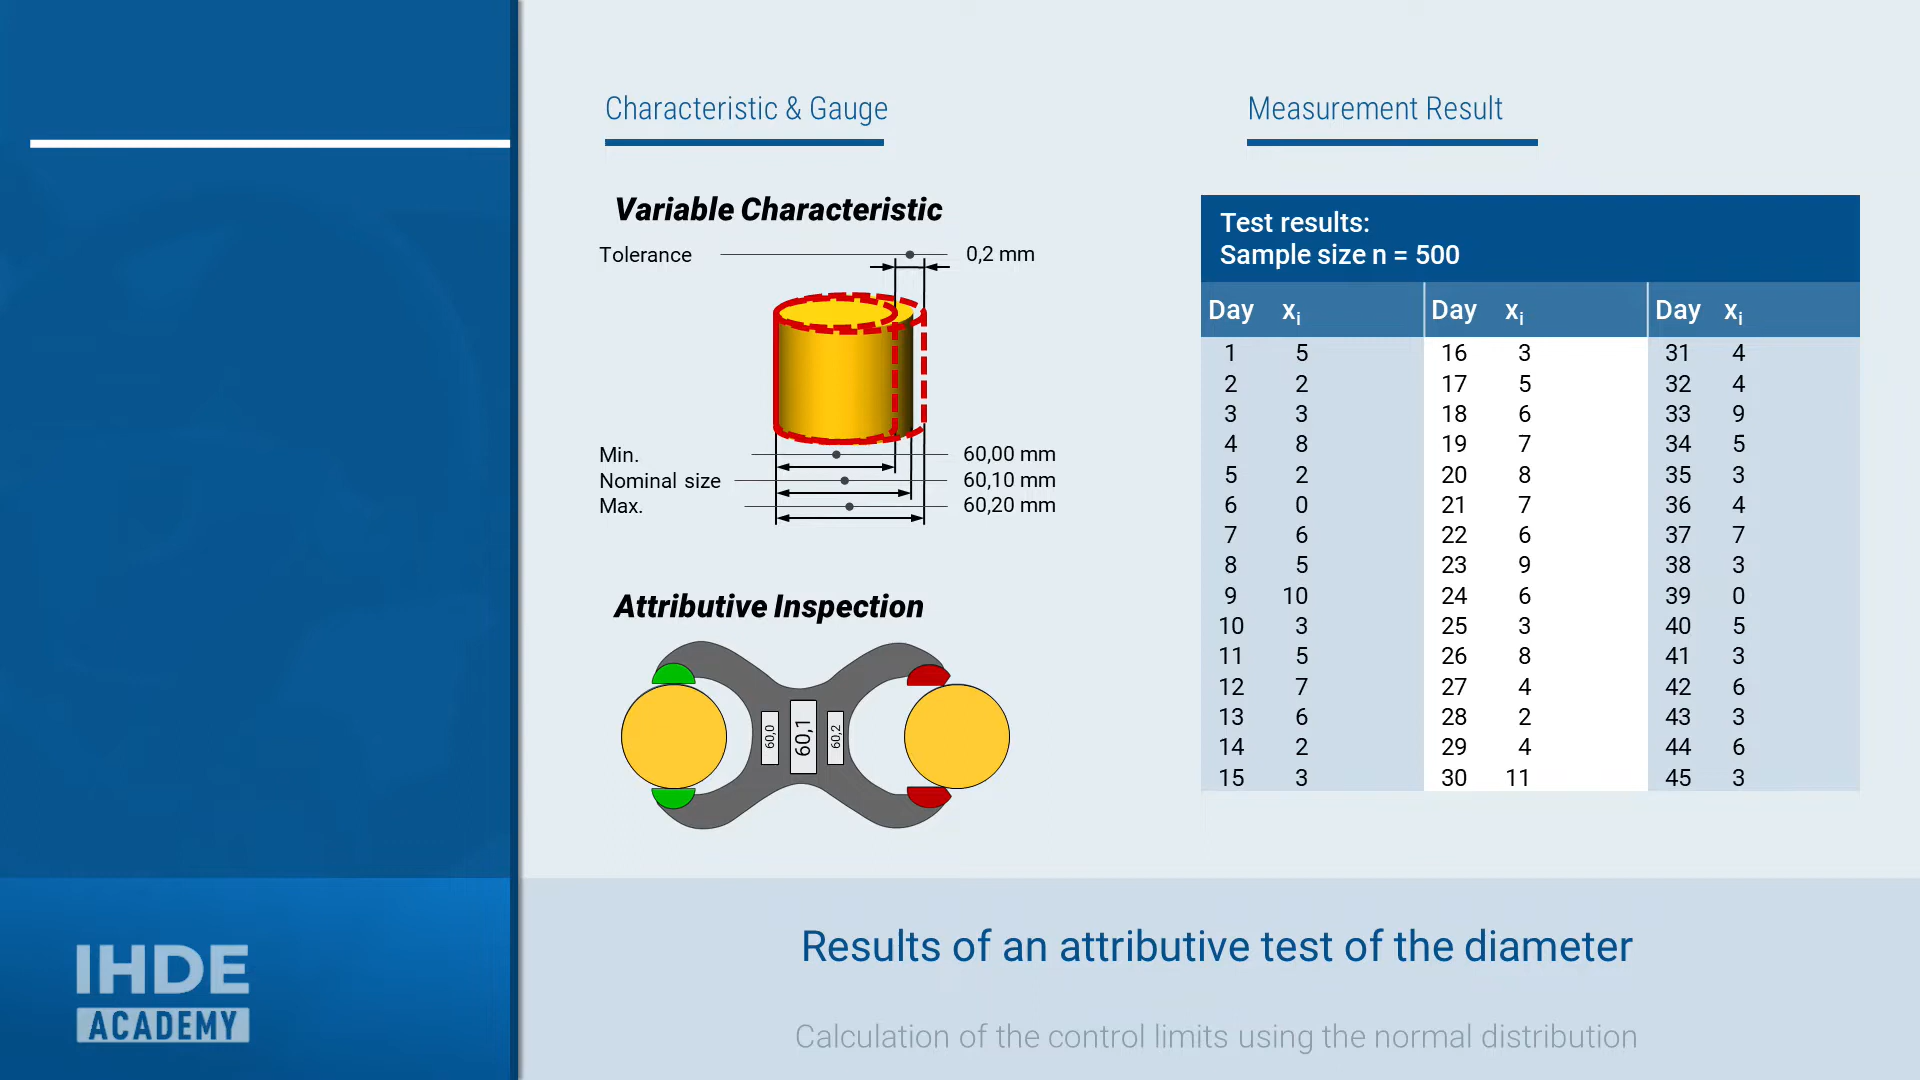 Characteristic & Gauge
Variable Characteristic
Tolerance 0,2 mm
Min. 60,00 mm
Nominal size 60,10 mm
Max. 60,20 mm
Attributive Inspection
60,0 60,1 60,2
Measurement Result
Test results:
Sample size n = 500
Day xi Day xi Day xi
1 5 16 3 31 4
2 2 17 5 32 4
3 3 18 6 33 9
4 8 19 7 34 5
5 2 20 8 35 3
6 0 21 7 36 4
7 6 22 6 37 7
8 5 23 9 38 3
9 10 24 6 39 0
10 3 25 3 40 5
11 5 26 8 41 3
12 7 27 4 42 6
13 6 28 2 43 3
14 2 29 4 44 6
15 3 30 11 45 3
Results of an attributive test of the diameter
Calculation of the control limits using the normal distribution
IHDE
ACADEMY